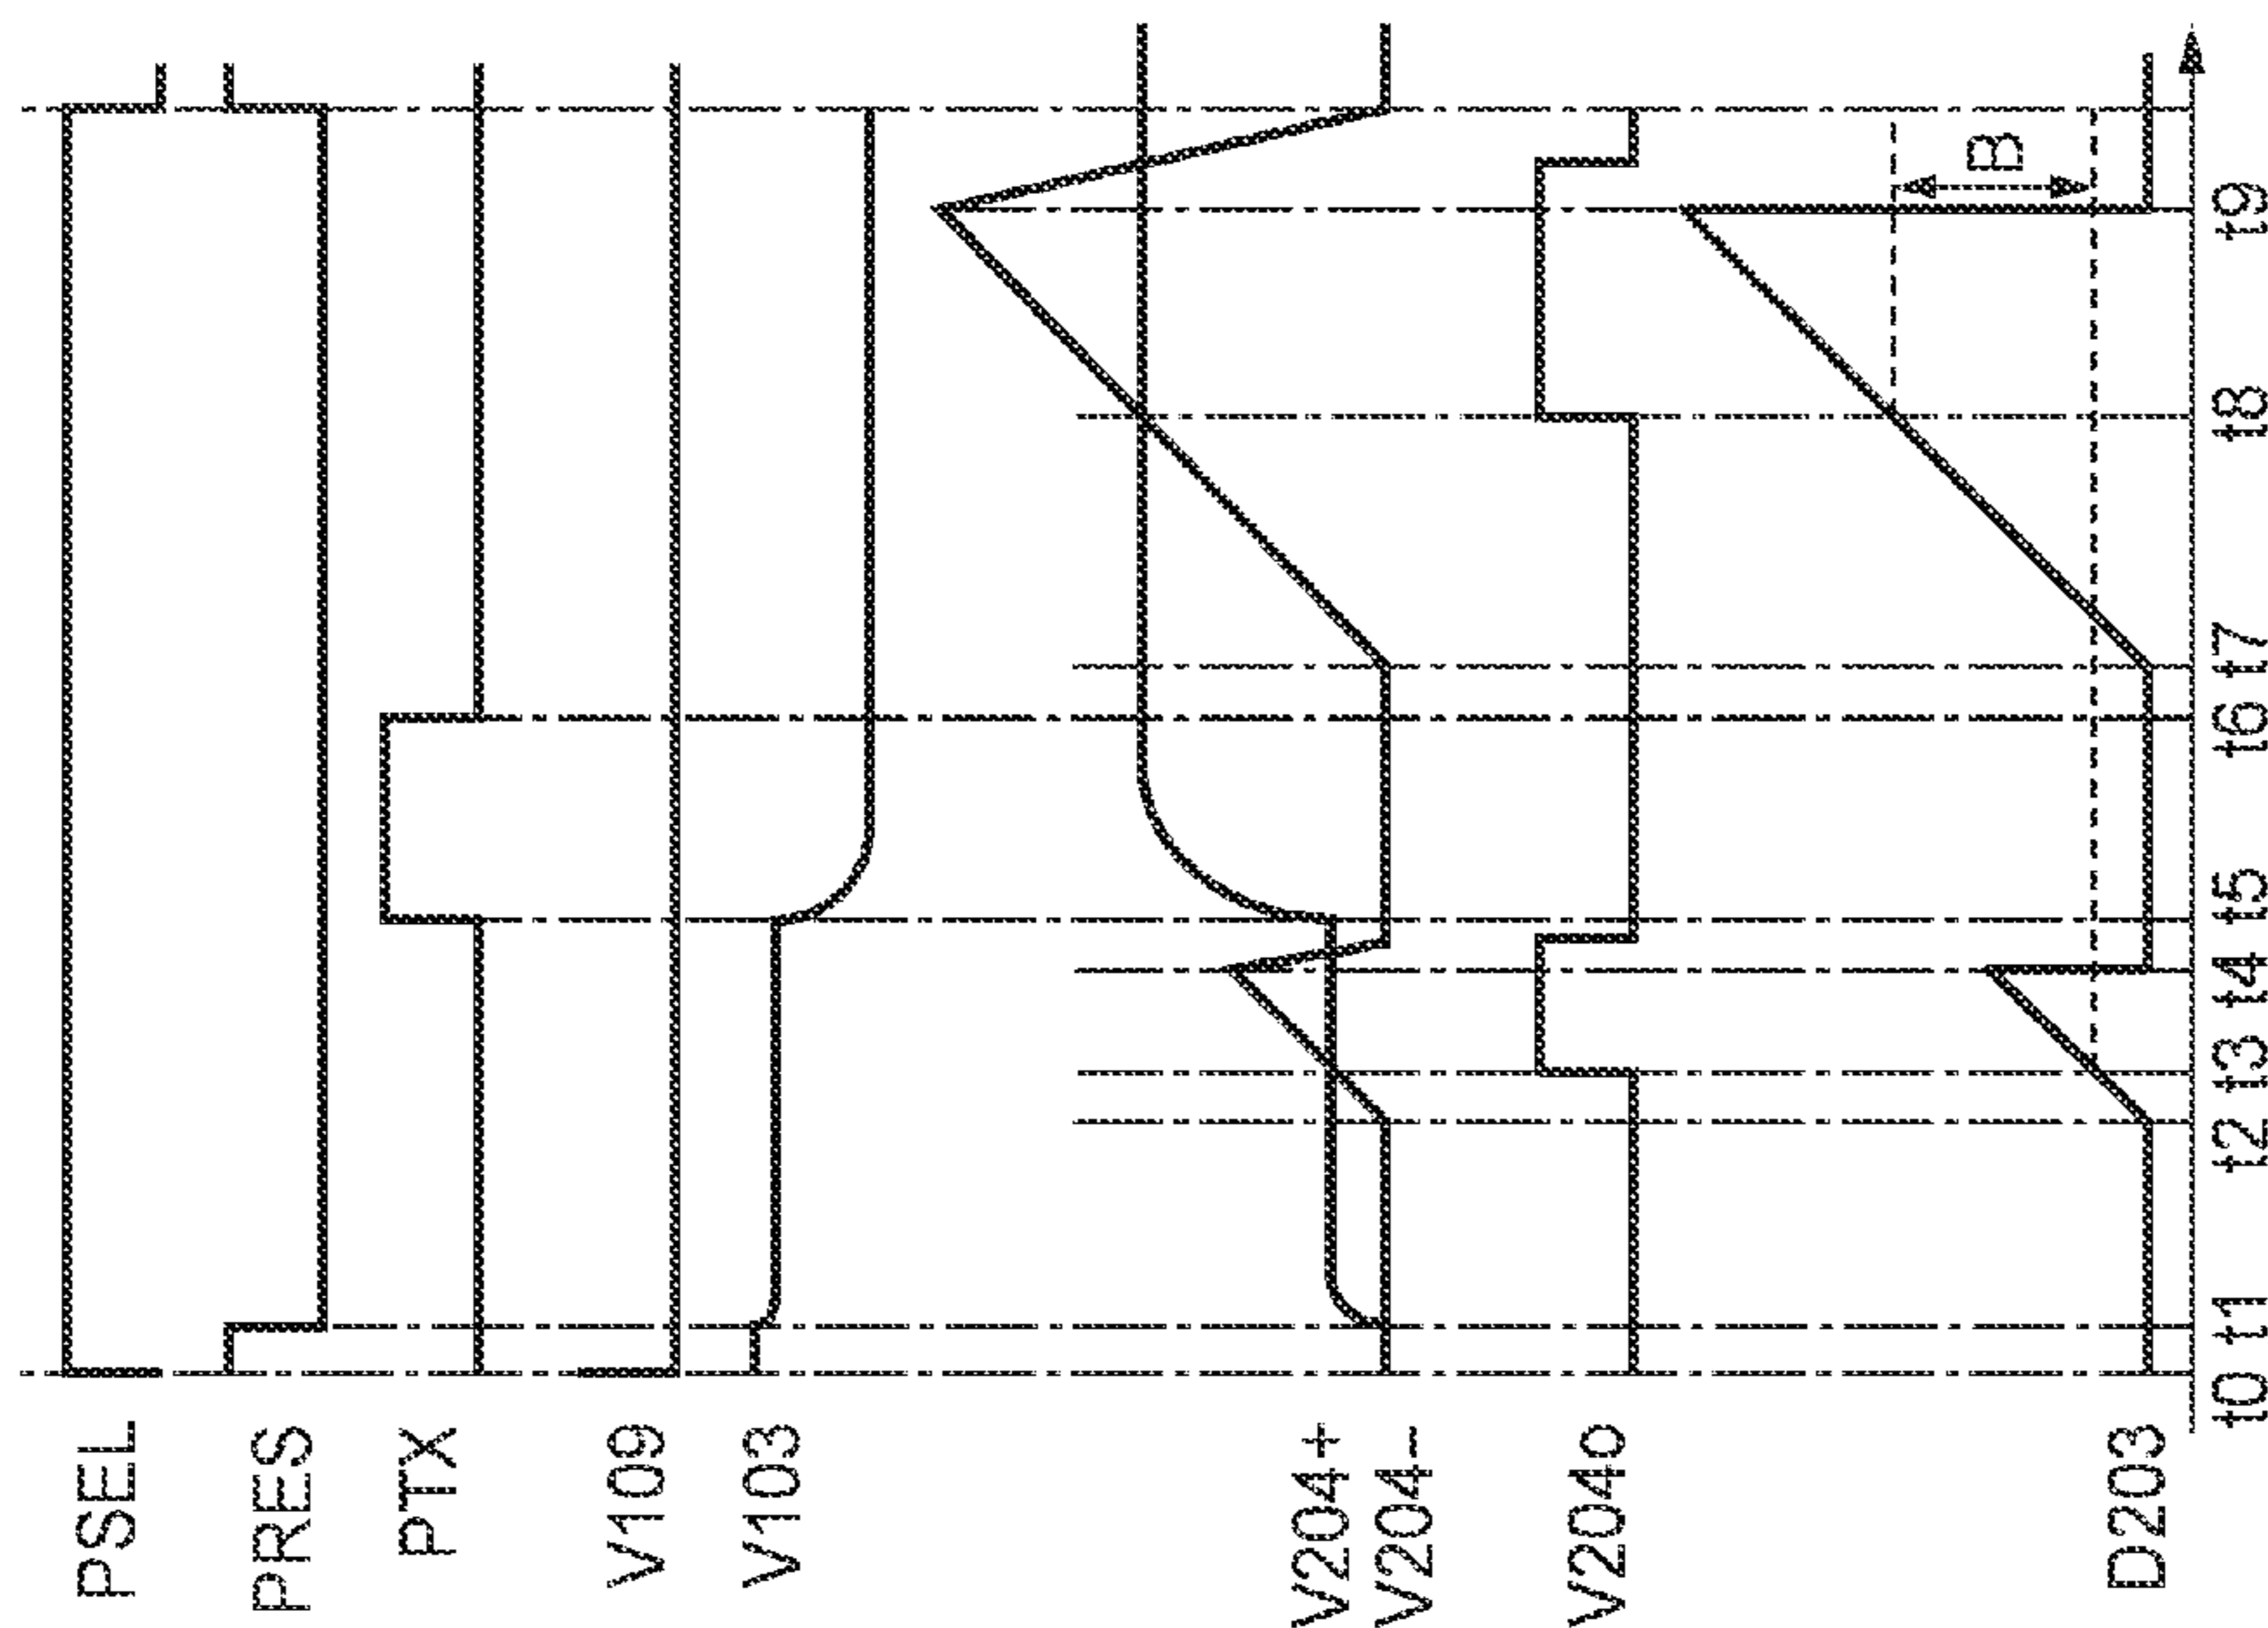 PSEL
PRES
PTX
V109
V103
V204+
V204−
V204o
D203
B
t0 t1 t2 t3 t4 t5 t6 t7 t8 t9